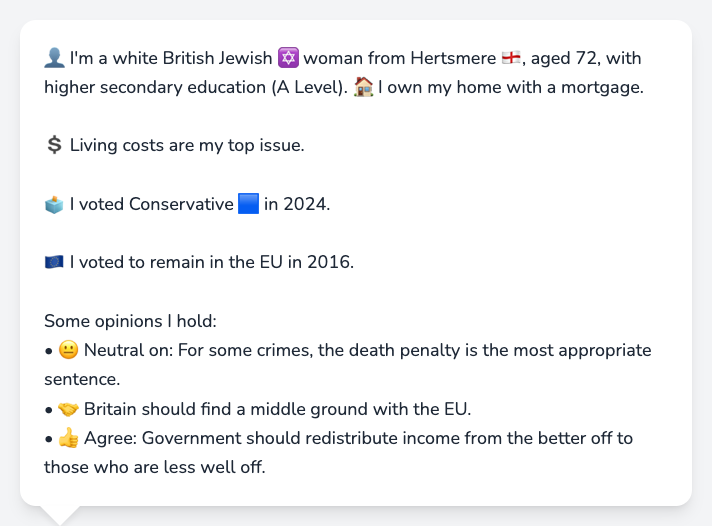 👤 I'm a white British Jewish ✡️ woman from Hertsmere 🏴󠁧󠁢󠁥󠁮󠁧󠁿, aged 72, with
higher secondary education (A Level). 🏠 I own my home with a mortgage.
💲 Living costs are my top issue.
🗳️ I voted Conservative 🟦 in 2024.
🇪🇺 I voted to remain in the EU in 2016.
Some opinions I hold:
• 😐 Neutral on: For some crimes, the death penalty is the most appropriate
sentence.
• 🤝 Britain should find a middle ground with the EU.
• 👍 Agree: Government should redistribute income from the better off to
those who are less well off.